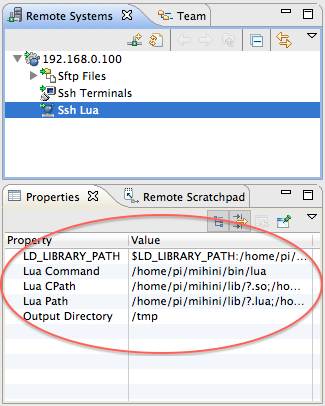 Remote Systems Team
192.168.0.100
Sftp Files
Ssh Terminals
Ssh Lua
Properties Remote Scratchpad
Property Value
LD_LIBRARY_PATH $LD_LIBRARY_PATH:/home/pi/...
Lua Command /home/pi/mihini/bin/lua
Lua CPath /home/pi/mihini/lib/?.so;/ho...
Lua Path /home/pi/mihini/lib/?.lua;/ho...
Output Directory /tmp